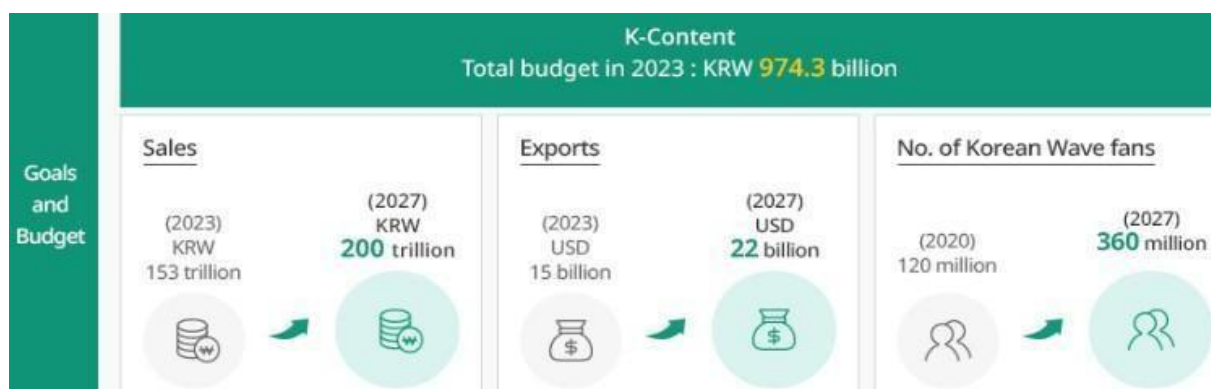 K-Content
Total budget in 2023 : KRW 974.3 billion
Goals
and
Budget
Sales
(2023)
KRW
153 trillion
(2027)
KRW
200 trillion
₩
₩
Exports
(2023)
USD
15 billion
(2027)
USD
22 billion
$
$
No. of Korean Wave fans
(2020)
120 million
(2027)
360 million